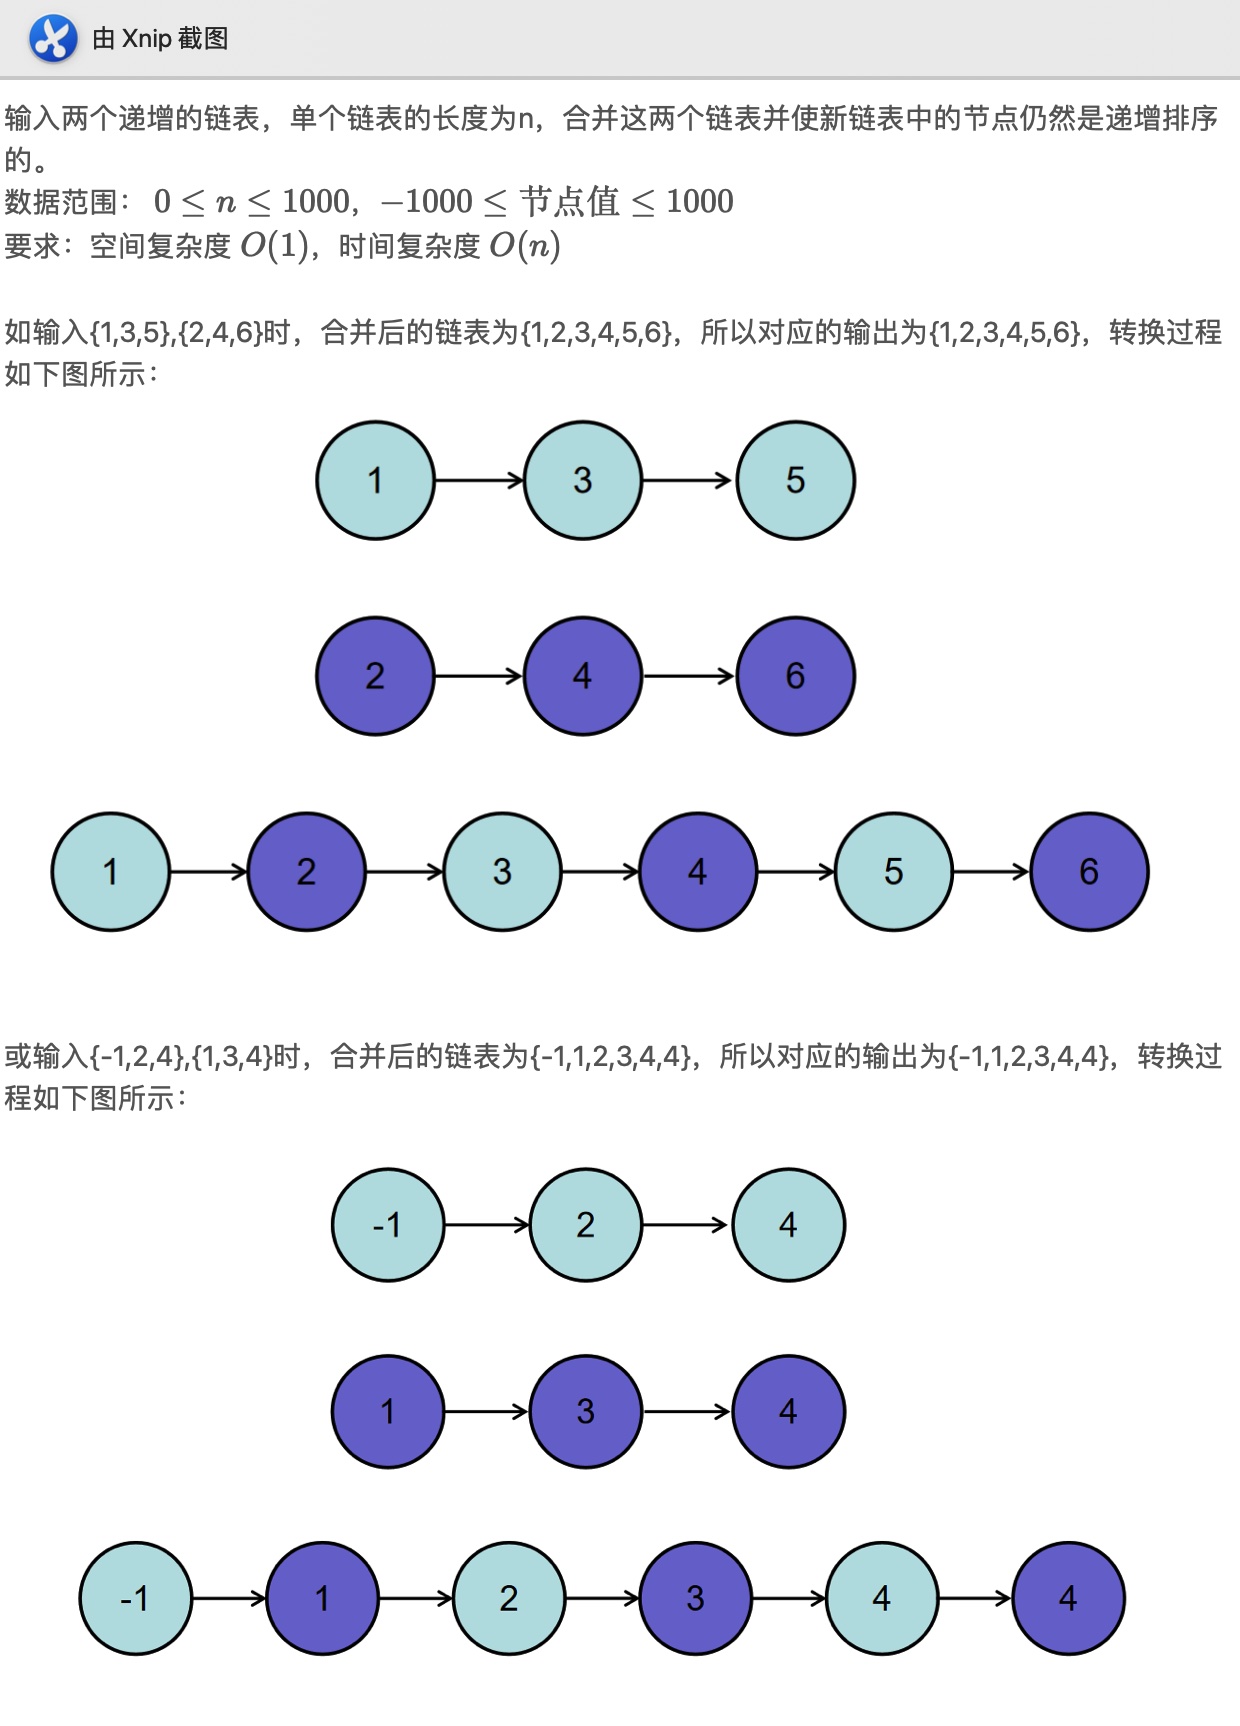 由 Xnip 截图
输入两个递增的链表，单个链表的长度为n，合并这两个链表并使新链表中的节点仍然是递增排序
的。
数据范围： 0 ≤ n ≤ 1000，−1000 ≤ 节点值 ≤ 1000
要求：空间复杂度 O(1)，时间复杂度 O(n)
如输入{1,3,5},{2,4,6}时，合并后的链表为{1,2,3,4,5,6}，所以对应的输出为{1,2,3,4,5,6}，转换过程
如下图所示：
1 3 5
2 4 6
1 2 3 4 5 6
或输入{-1,2,4},{1,3,4}时，合并后的链表为{-1,1,2,3,4,4}，所以对应的输出为{-1,1,2,3,4,4}，转换过
程如下图所示：
-1 2 4
1 3 4
-1 1 2 3 4 4